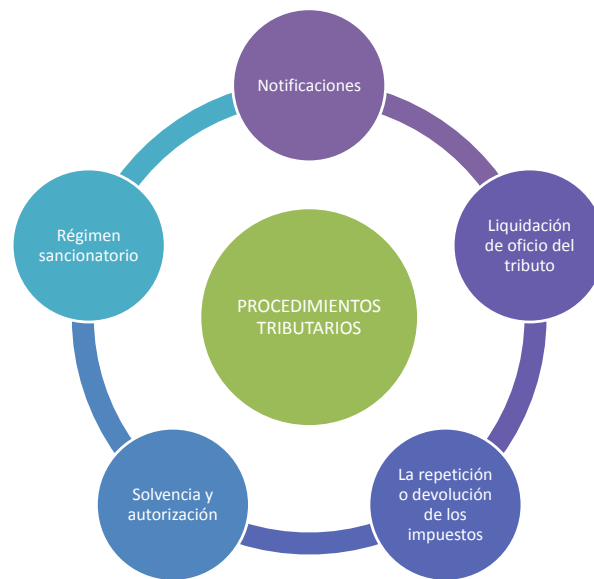 Notificaciones
Liquidación
de oficio del
tributo
La repetición
o devolución
de los
impuestos
Solvencia y
autorización
Régimen
sancionatorio
PROCEDIMIENTOS
TRIBUTARIOS